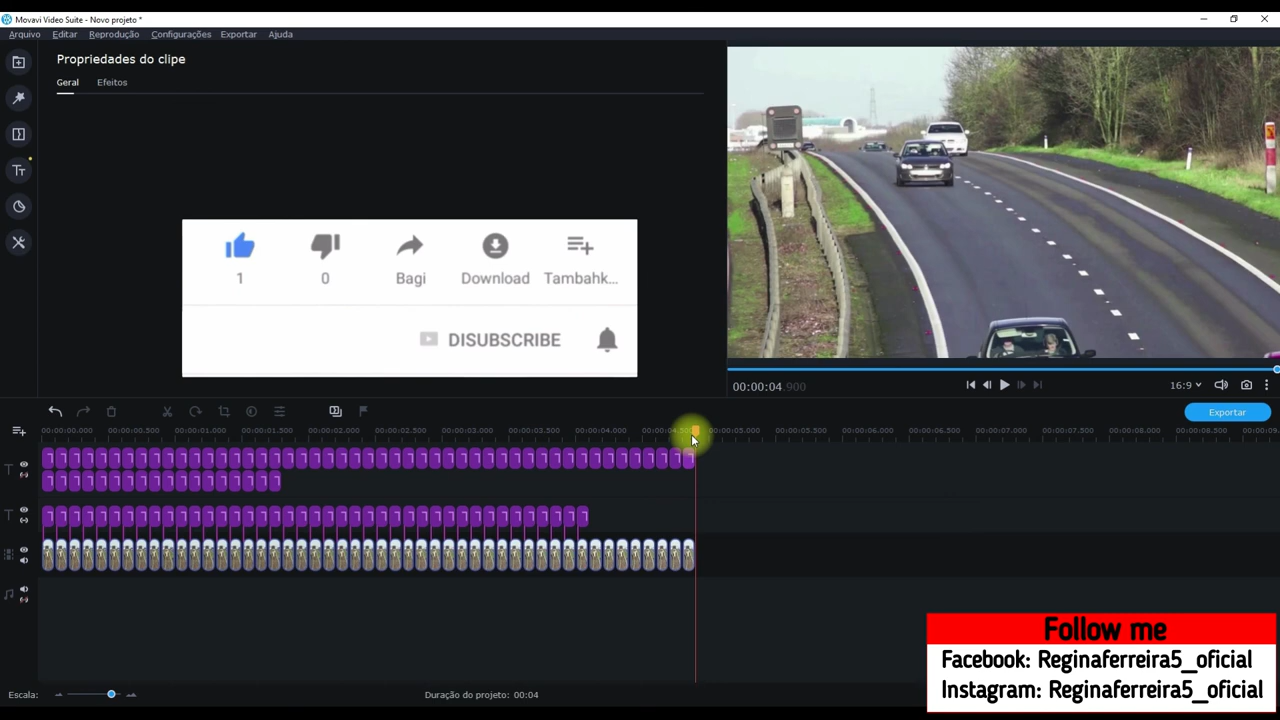 Movavi Video Suite - Novo projeto *
Arquivo Editar Reprodução Configurações Exportar Ajuda
Propriedades do clipe
Geral Efeitos
1 0 Bagi Download Tambahk...
DISUBSCRIBE
00:00:04.900
16:9
Exportar
00:00:00.000 00:00:00.500 00:00:01.000 00:00:01.500 00:00:02.000 00:00:02.500 00:00:03.000 00:00:03.500 00:00:04.000 00:00:04.500 00:00:05.000 00:00:05.500 00:00:06.000 00:00:06.500 00:00:07.000 00:00:07.500 00:00:08.000 00:00:08.500
Follow me
Facebook: Reginaferreira5_oficial
Instagram: Reginaferreira5_oficial
Escala: Duração do projeto: 00:04